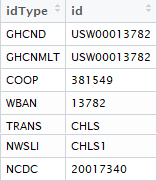 idType id
GHCND USW00013782
GHCNMLT USW00013782
COOP 381549
WBAN 13782
TRANS CHLS
NWSLI CHLS1
NCDC 20017340